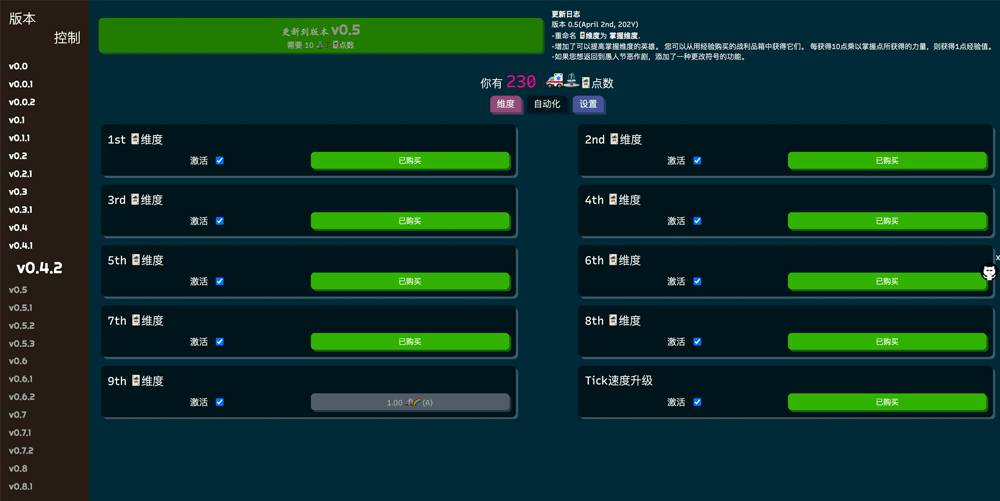 版本
控制
v0.0
v0.0.1
v0.0.2
v0.1
v0.1.1
v0.2
v0.2.1
v0.3
v0.3.1
v0.4
v0.4.1
v0.4.2
v0.5
v0.5.1
v0.5.2
v0.5.3
v0.6
v0.6.1
v0.6.2
v0.7
v0.7.1
v0.7.2
v0.8
v0.8.1
更新到版本 v0.5
需要 10 点数
更新日志
版本 0.5(April 2nd, 202Y)
-重命名 🃏维度为 掌握维度.
-增加了可以提高掌握维度的英雄。 您可以从用经验购买的战利品箱中获得它们。 每获得10点乘以掌握点所获得的力量，则获得1点经验值。
-如果您想返回到愚人节恶作剧，添加了一种更改符号的功能。
你有 230 🚑⛲🃏点数
维度 自动化 设置
1st 🃏维度
激活 已购买
2nd 🃏维度
激活 已购买
3rd 🃏维度
激活 已购买
4th 🃏维度
激活 已购买
5th 🃏维度
激活 已购买
6th 🃏维度
激活 已购买
x
7th 🃏维度
激活 已购买
8th 🃏维度
激活 已购买
9th 🃏维度
激活 1.00 (A)
Tick速度升级
激活 已购买